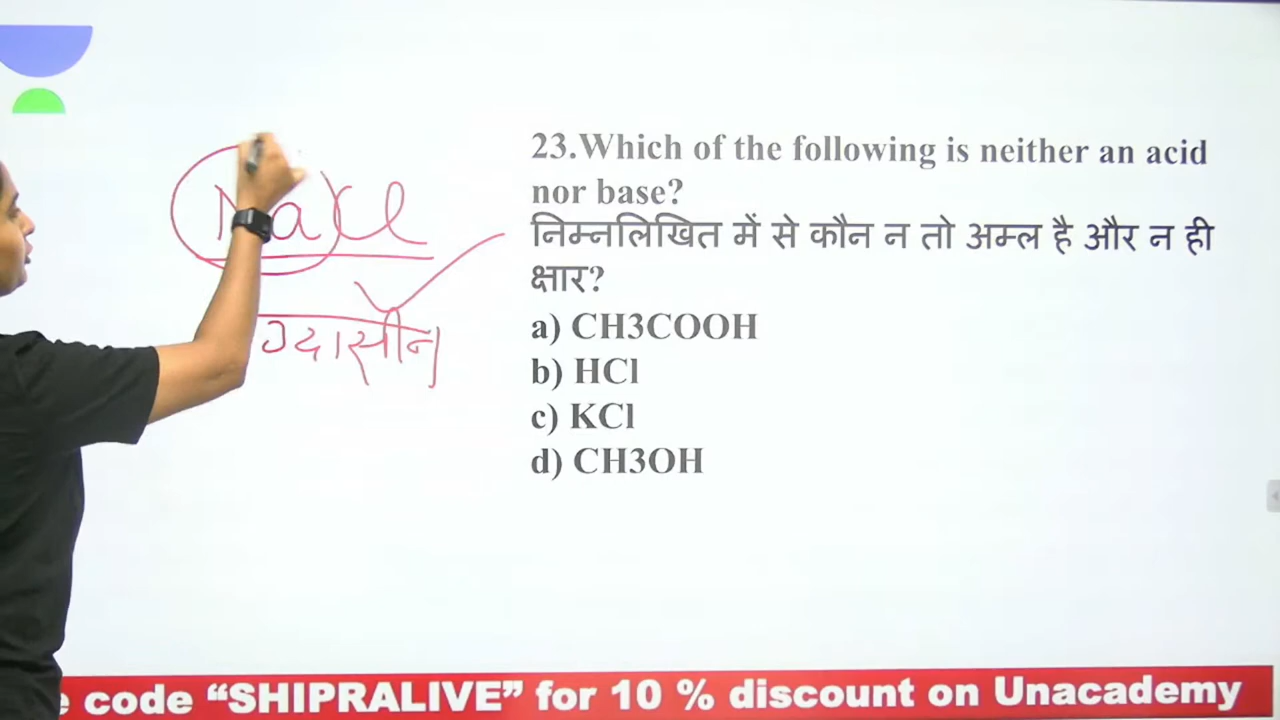 NaCl
उदासीन
23.Which of the following is neither an acid
nor base?
निम्नलिखित में से कौन न तो अम्ल है और न ही
क्षार?
a) CH3COOH
b) HCl
c) KCl
d) CH3OH
code “SHIPRALIVE” for 10 % discount on Unacademy